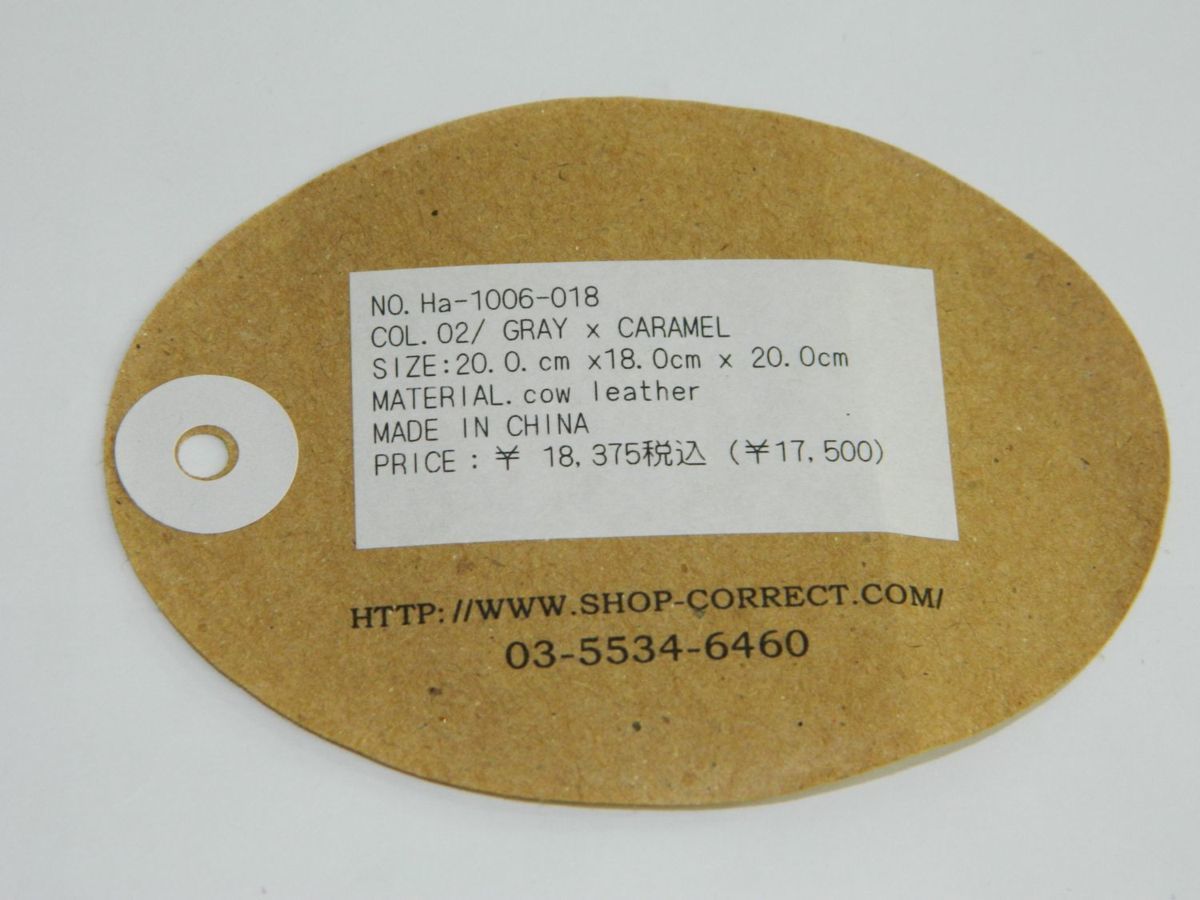 NO. Ha-1006-018
COL. 02/ GRAY x CARAMEL
SIZE:20.0. cm x18.0cm x 20.0cm
MATERIAL. cow leather
MADE IN CHINA
PRICE : ¥ 18,375税込 (¥17,500)
HTTP://WWW.SHOP-CORRECT.COM/
03-5534-6460